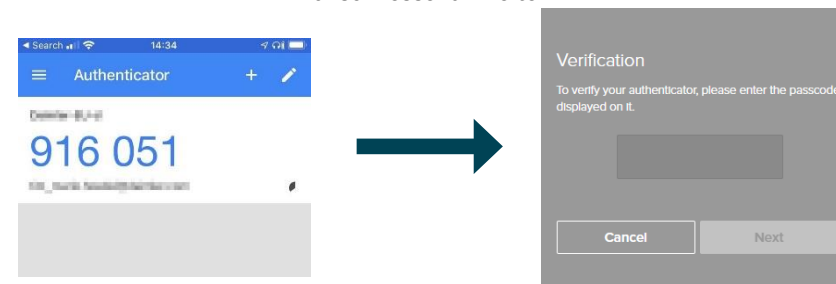 Search 14:34
Authenticator
916 051
Verification
To verify your authenticator, please enter the passcode
displayed on it.
Cancel Next